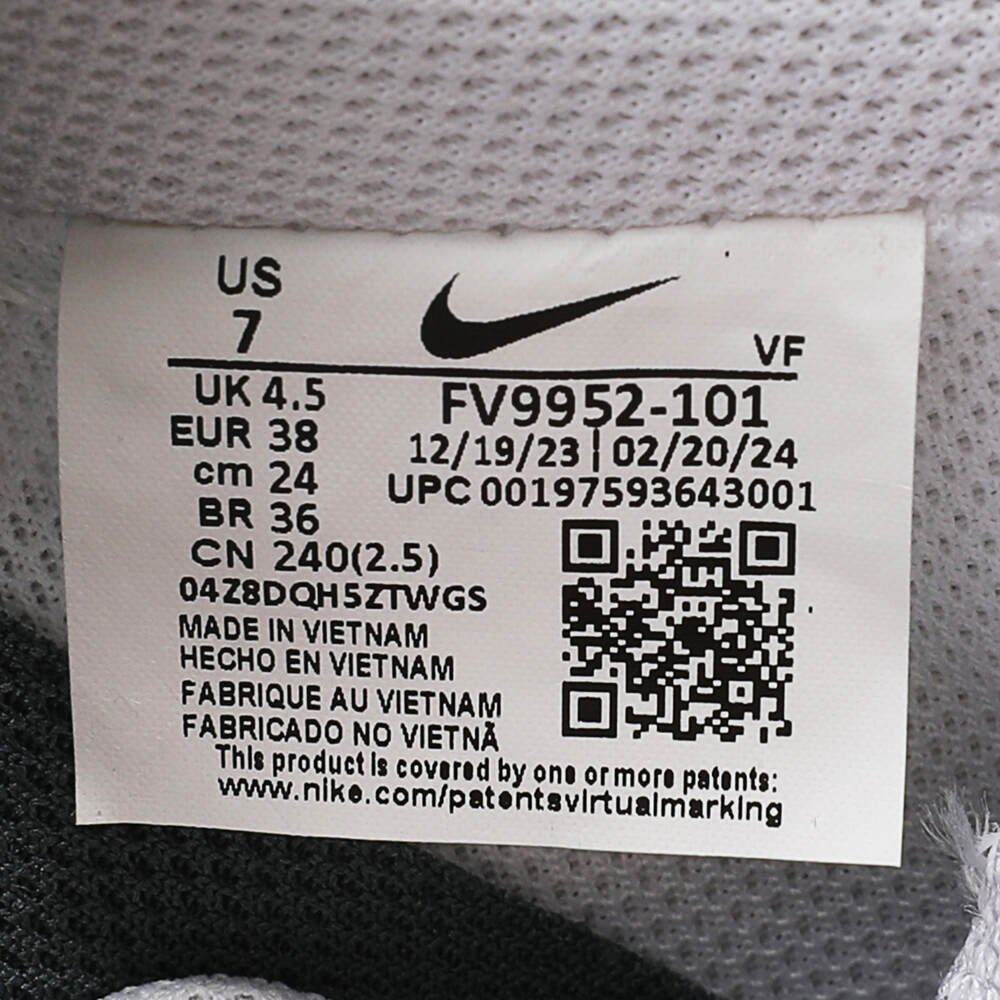 US
7
VF
UK 4.5
EUR 38
cm 24
BR 36
CN 240(2.5)
FV9952-101
12/19/23 | 02/20/24
UPC 00197593643001
04Z8DQH5ZTWGS
MADE IN VIETNAM
HECHO EN VIETNAM
FABRIQUE AU VIETNAM
FABRICADO NO VIETNÃ
This product is covered by one or more patents:
www.nike.com/patentsvirtualmarking